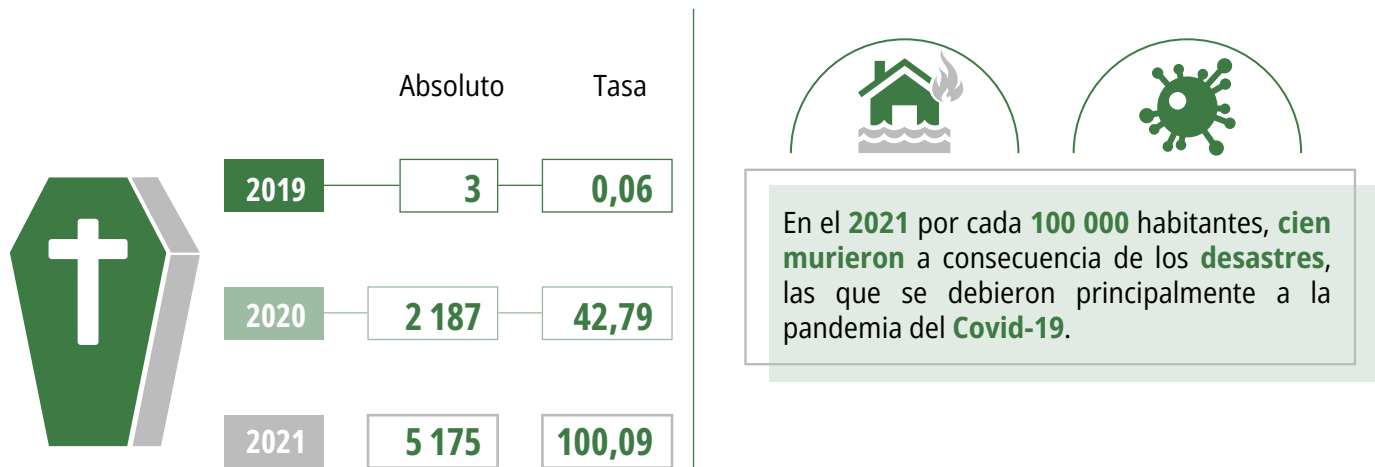 Absoluto Tasa
2019 3 0,06
2020 2 187 42,79
2021 5 175 100,09
En el 2021 por cada 100 000 habitantes, cien
murieron a consecuencia de los desastres,
las que se debieron principalmente a la
pandemia del Covid-19.